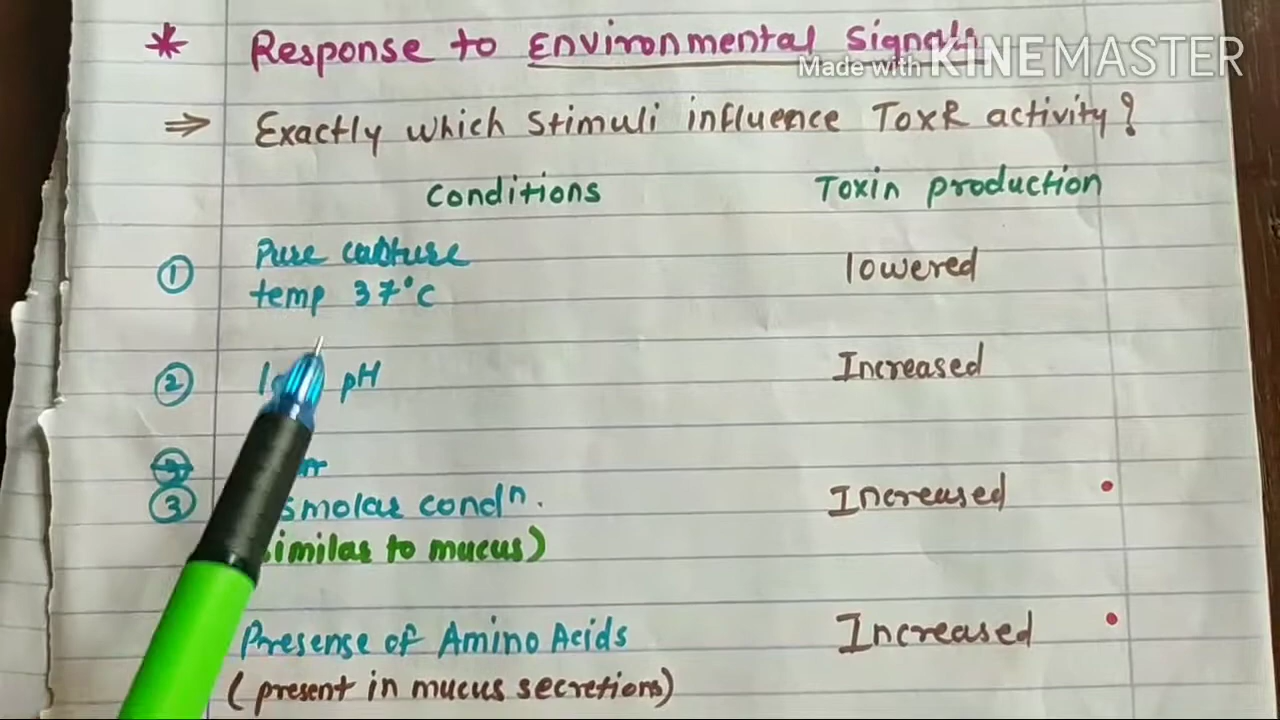 * Response to Environmental Signals
Made with KINEMASTER
⇒ Exactly which Stimuli influence ToxR activity?
Conditions Toxin production
① Pure culture lowered
temp 37°C
② pH Increased
③ condn. Increased
to mucus)
Presense of Amino Acids Increased
(present in mucus secretions)